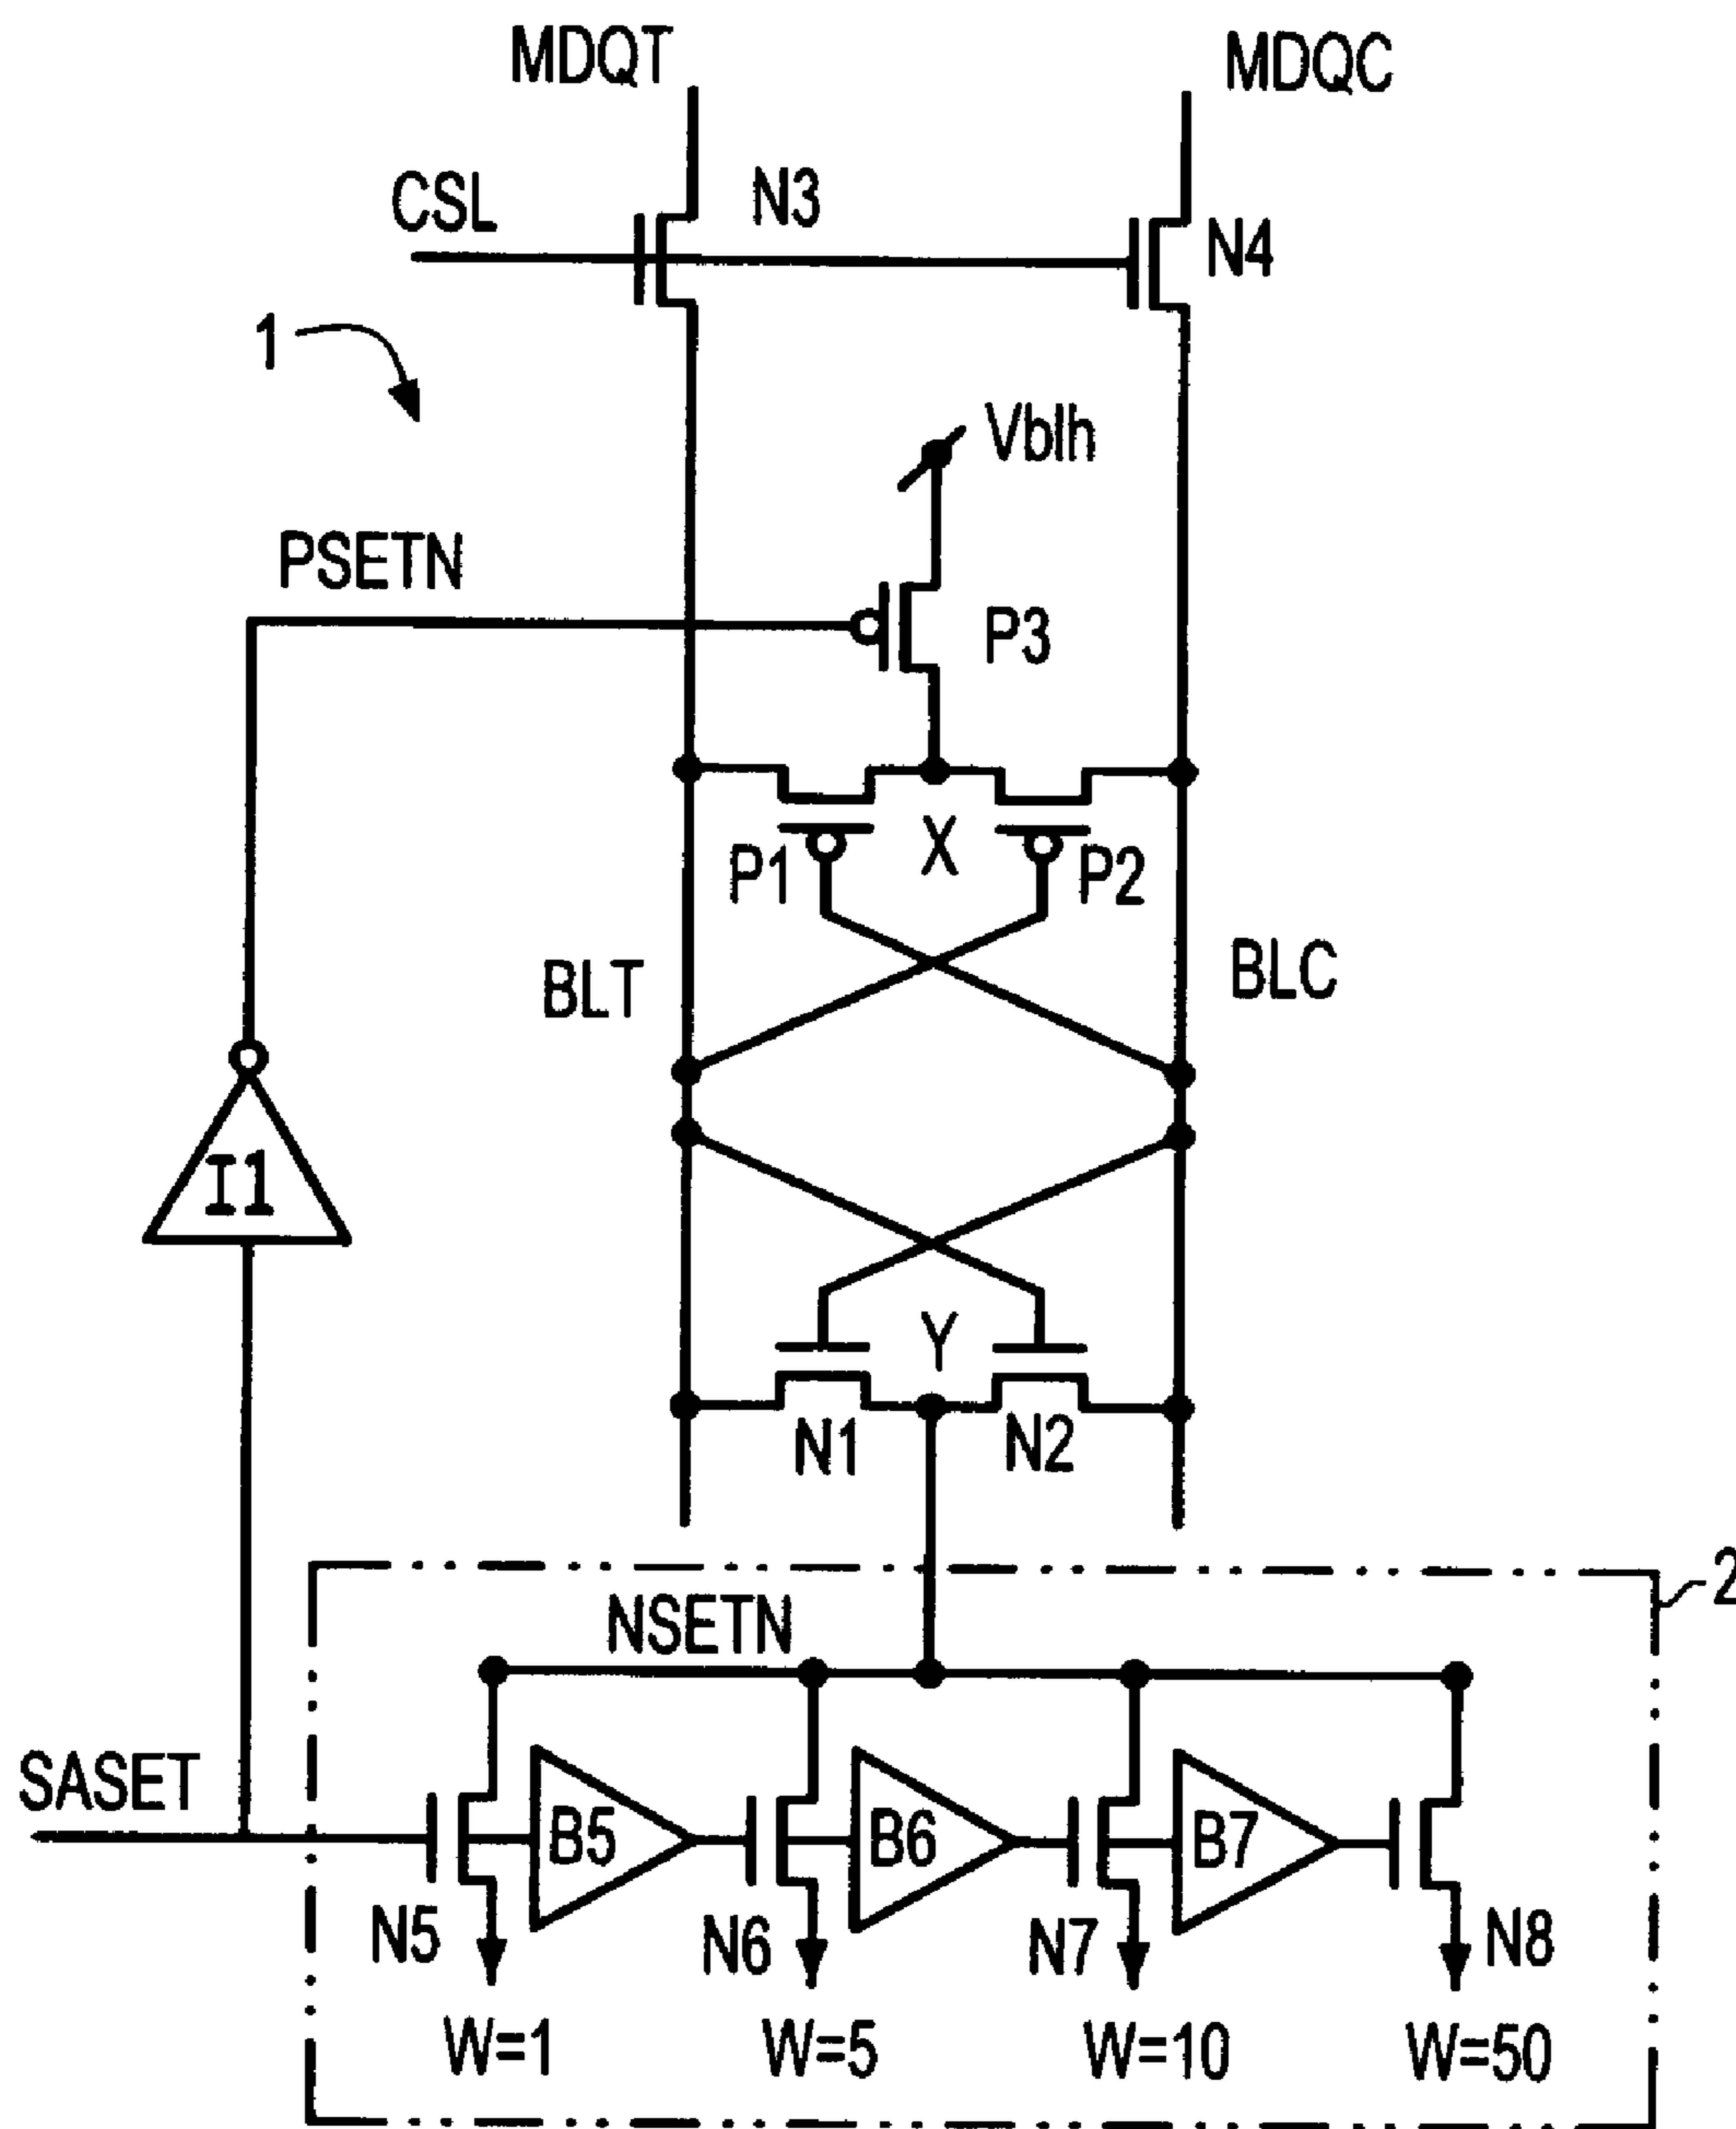 MDQT
MDQC
CSL
N3
N4
1
Vblh
PSETN
P3
P1
X
P2
BLT
BLC
I1
Y
N1
N2
2
NSETN
SASET
B5
B6
B7
N5
N6
N7
N8
W=1
W=5
W=10
W=50